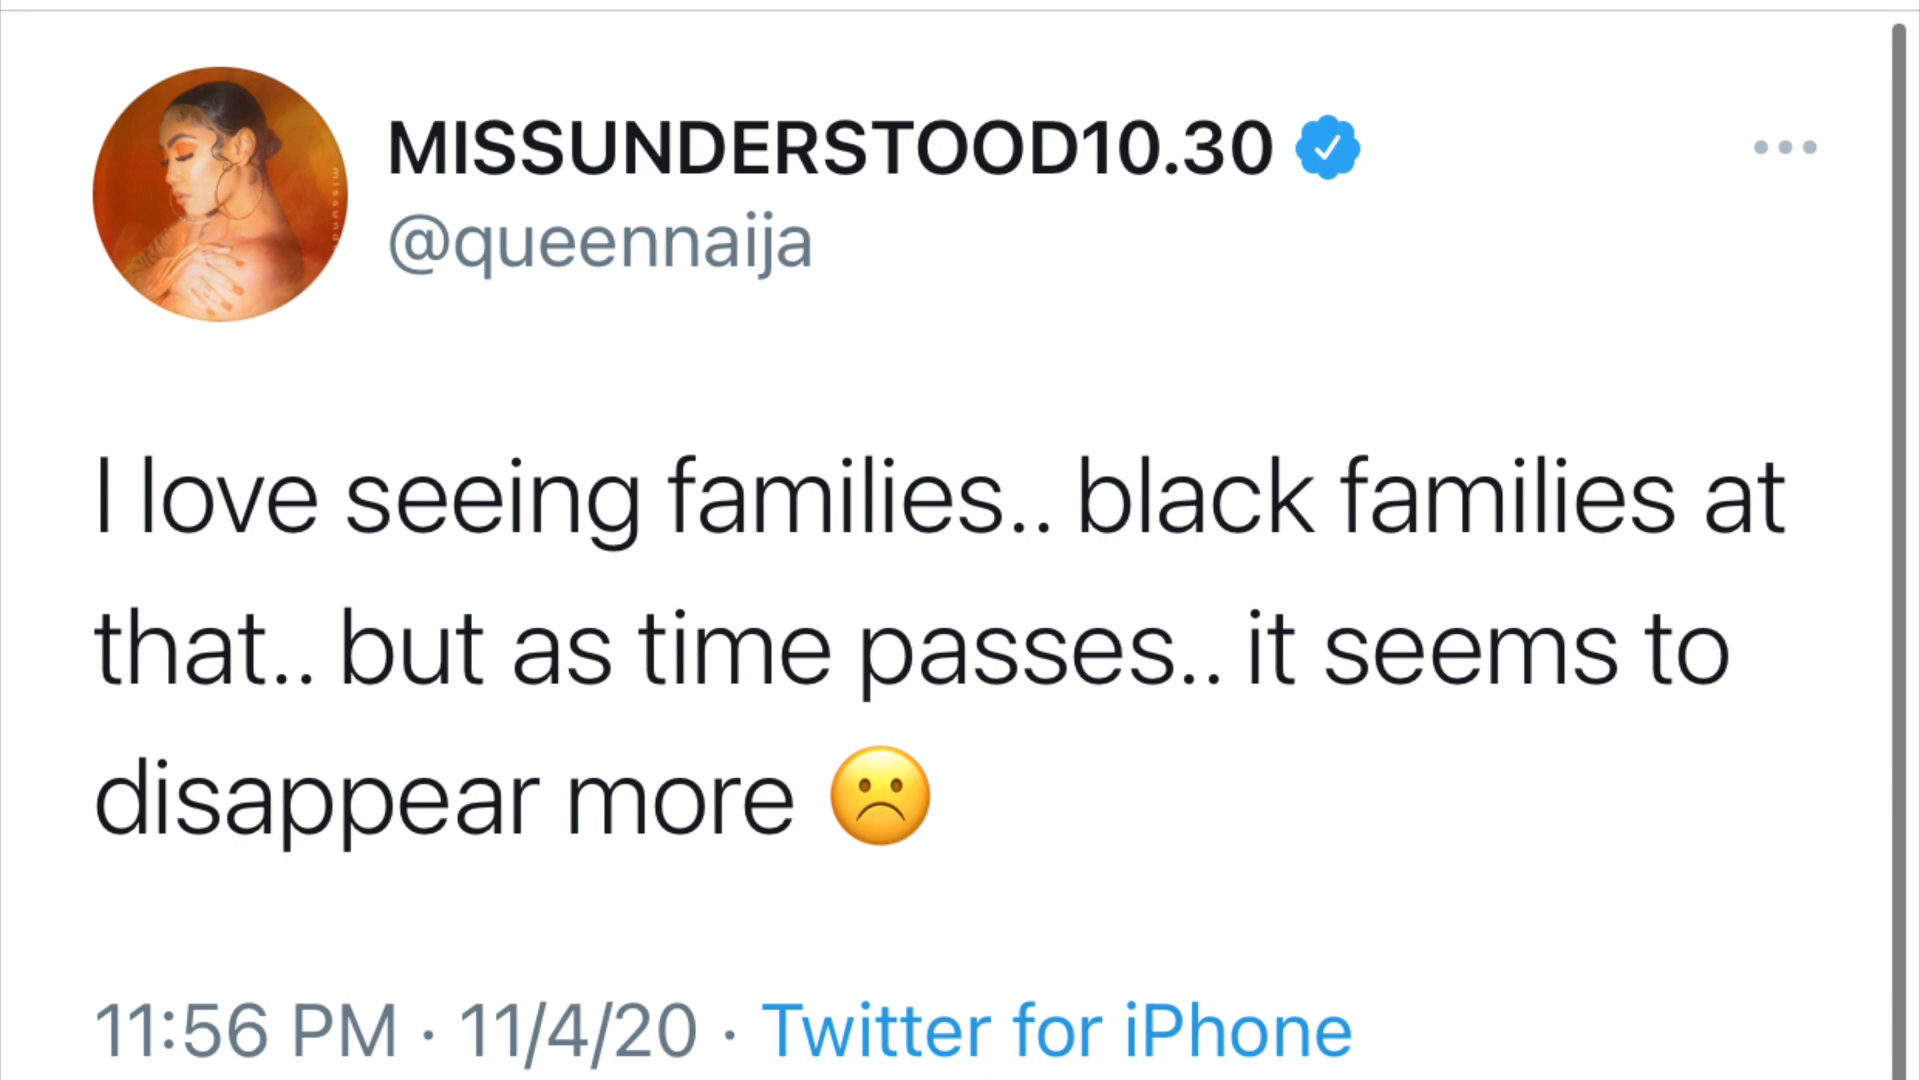 MISSUNDERSTOOD10.30
@queennaija
I love seeing families.. black families at
that.. but as time passes.. it seems to
disappear more ☹️
11:56 PM · 11/4/20 · Twitter for iPhone